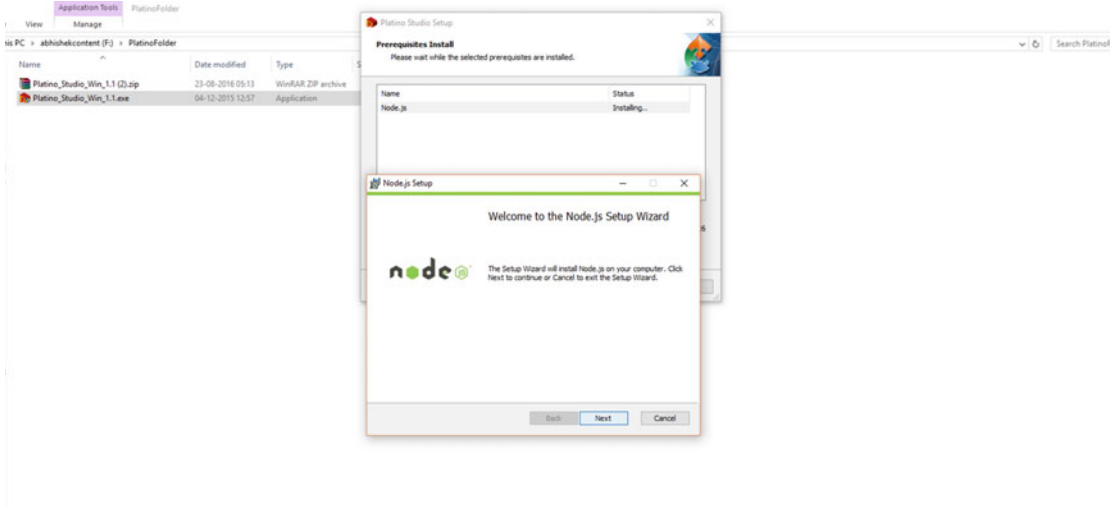 Application Tools PlatinoFolder
View Manage
his PC > abhishekcontent (F:) > PlatinoFolder
Search PlatinoF
Name Date modified Type S
Platino_Studio_Win_1.1 (2).zip 23-08-2016 05:13 WinRAR ZIP archive
Platino_Studio_Win_1.1.exe 04-12-2015 12:57 Application
Platino Studio Setup
Prerequisites Install
Please wait while the selected prerequisites are installed.
Name Status
Node.js Installing...
Node.js Setup
Welcome to the Node.js Setup Wizard
node js
The Setup Wizard will install Node.js on your computer. Click
Next to continue or Cancel to exit the Setup Wizard.
Back Next Cancel